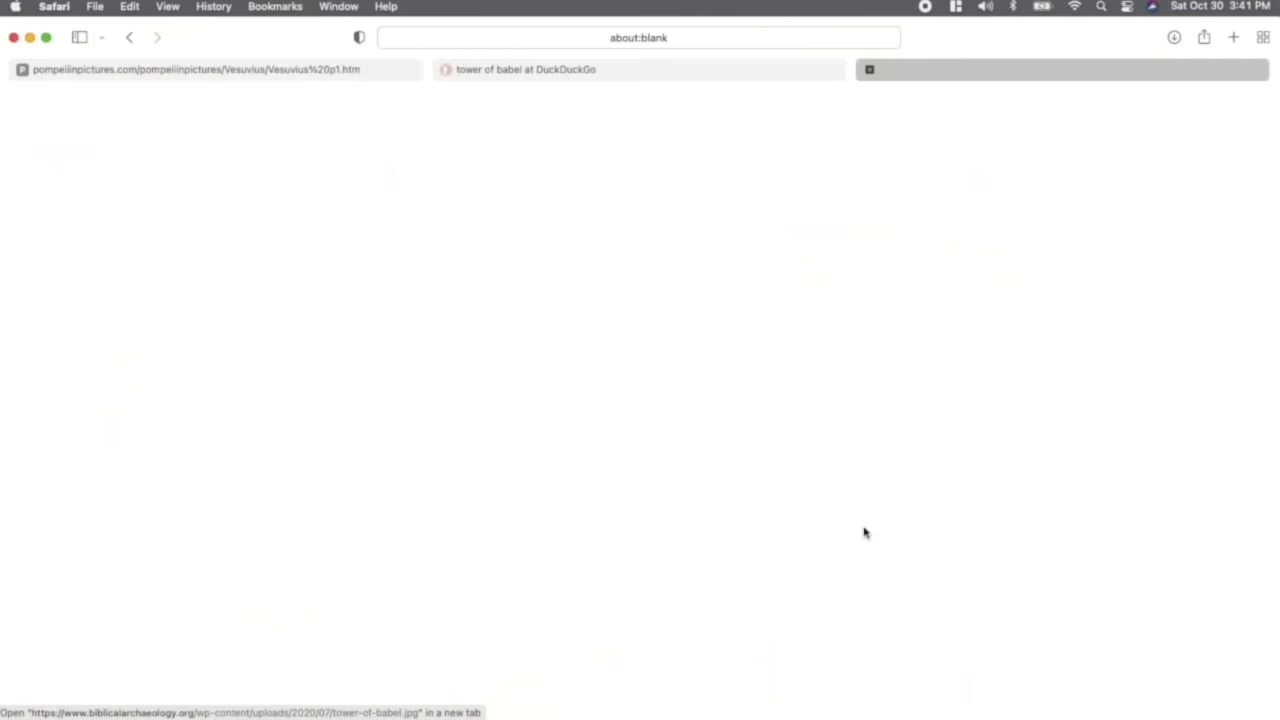 Safari File Edit View History Bookmarks Window Help Sat Oct 30 3:41 PM
about:blank
P pompeiiinpictures.com/pompeiiinpictures/Vesuvius/Vesuvius%20p1.htm tower of babel at DuckDuckGo
Open "https://www.biblicalarchaeology.org/wp-content/uploads/2020/07/tower-of-babel.jpg" in a new tab